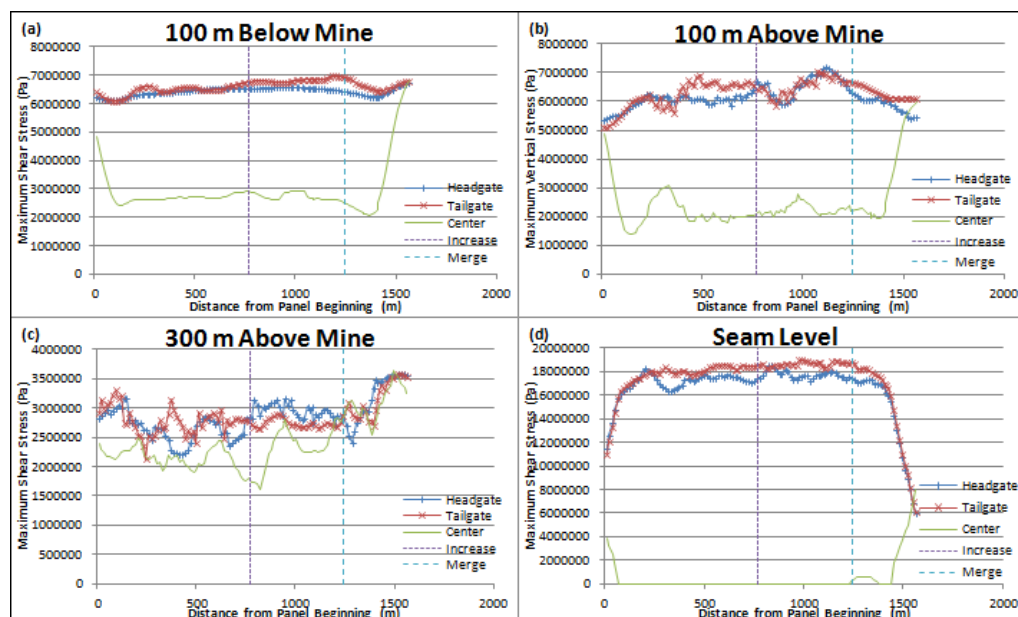 (a)
100 m Below Mine
Maximum Shear Stress (Pa)
8000000
7000000
6000000
5000000
4000000
3000000
2000000
1000000
0
Headgate
Tailgate
Center
Increase
Merge
0
500
1000
1500
2000
Distance from Panel Beginning (m)
(b)
100 m Above Mine
Maximum Vertical Stress (Pa)
8000000
7000000
6000000
5000000
4000000
3000000
2000000
1000000
0
Headgate
Tailgate
Center
Increase
Merge
0
500
1000
1500
2000
Distance from Panel Beginning (m)
(c)
300 m Above Mine
Maximum Shear Stress (Pa)
4000000
3500000
3000000
2500000
2000000
1500000
1000000
500000
0
Headgate
Tailgate
Center
Increase
Merge
0
500
1000
1500
2000
Distance from Panel Beginning (m)
(d)
Seam Level
Maximum Shear Stress (Pa)
20000000
18000000
16000000
14000000
12000000
10000000
8000000
6000000
4000000
2000000
0
Headgate
Tailgate
Center
Increase
Merge
0
500
1000
1500
2000
Distance from Panel Beginning (m)